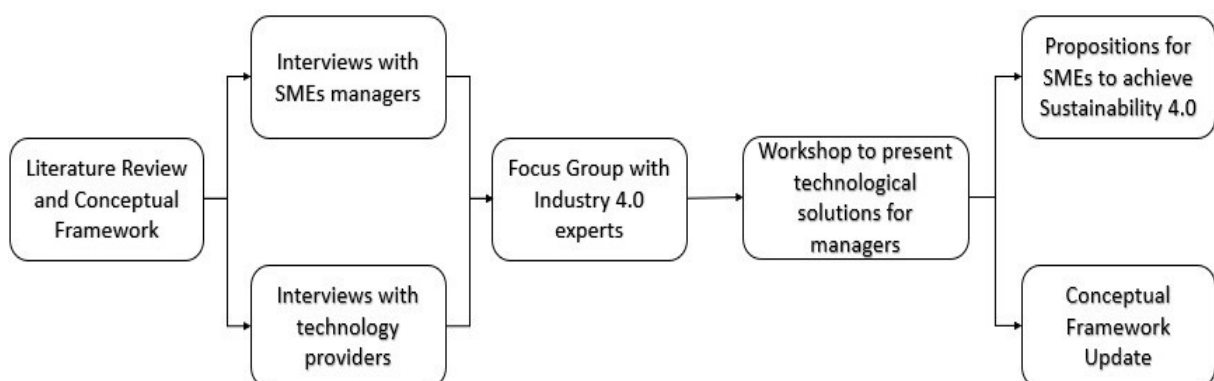 Literature Review
and Conceptual
Framework
Interviews with
SMEs managers
Interviews with
technology
providers
Focus Group with
Industry 4.0
experts
Workshop to present
technological
solutions for
managers
Propositions for
SMEs to achieve
Sustainability 4.0
Conceptual
Framework
Update